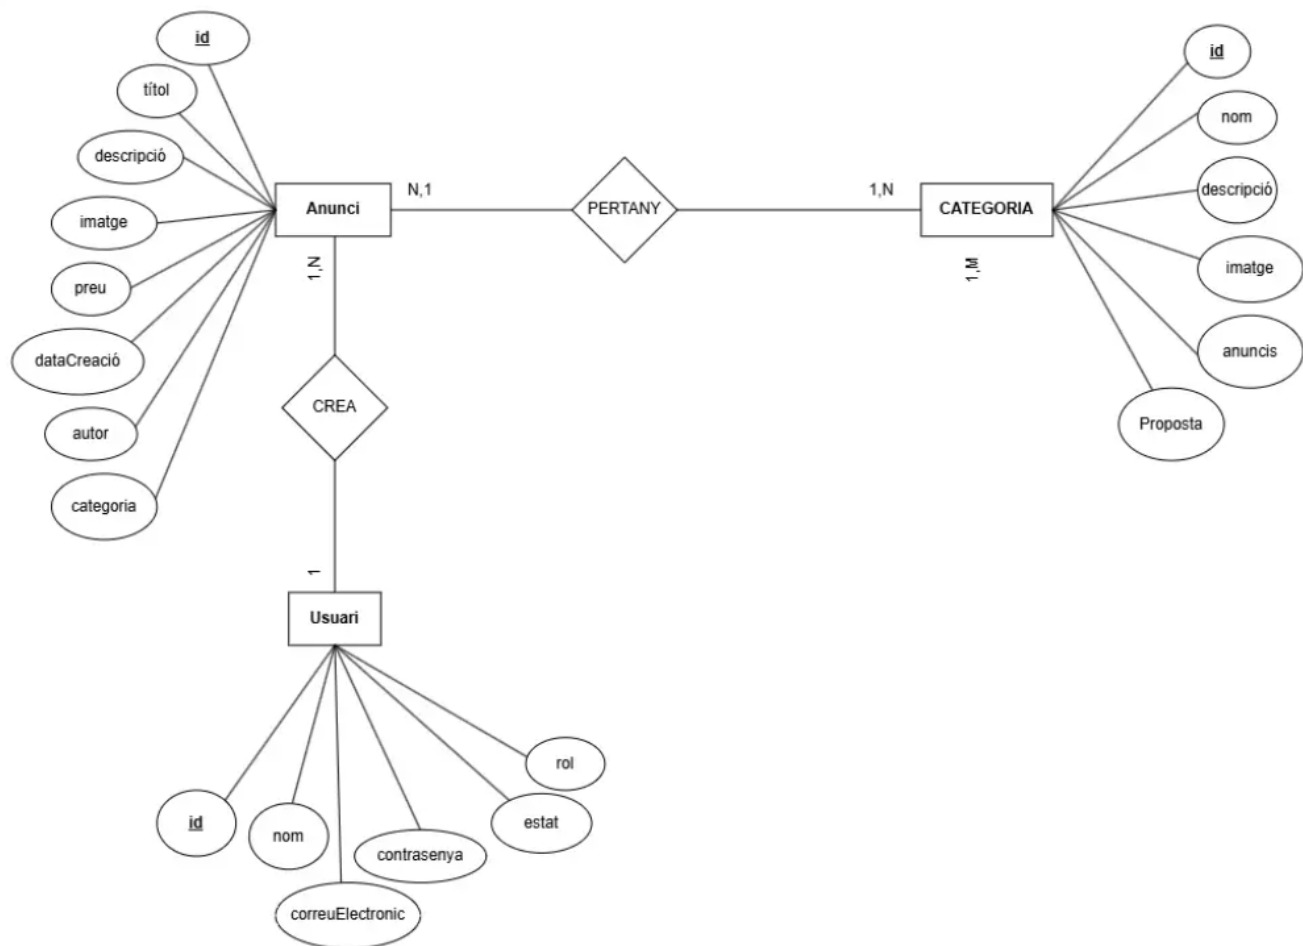 id
títol
descripció
imatge
preu
dataCreació
autor
categoria
Anunci
N,1
PERTANY
1,N
CATEGORIA
1,M
id
nom
descripció
imatge
anuncis
Proposta
1,N
CREA
1
Usuari
id
nom
correuElectronic
contrasenya
estat
rol